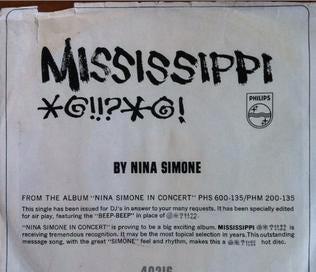 MISSISSIPPI
*@!!?*@!
PHILIPS
BY NINA SIMONE
FROM THE ALBUM "NINA SIMONE IN CONCERT" PHS 600-135/PHM 200-135
This single has been issued for DJ's in answer to your many requests. It has been specially edited
for air play, featuring the "BEEP-BEEP" in place of @*?!!??.
"NINA SIMONE IN CONCERT" is proving to be a big exciting album. MISSISSIPPI @*?!!?? is
receiving tremendous recognition. It may be the most topical selection in years. This outstanding
message song, with the great "SIMONE" feel and rhythm, makes this a @*?!!?? hot disc.